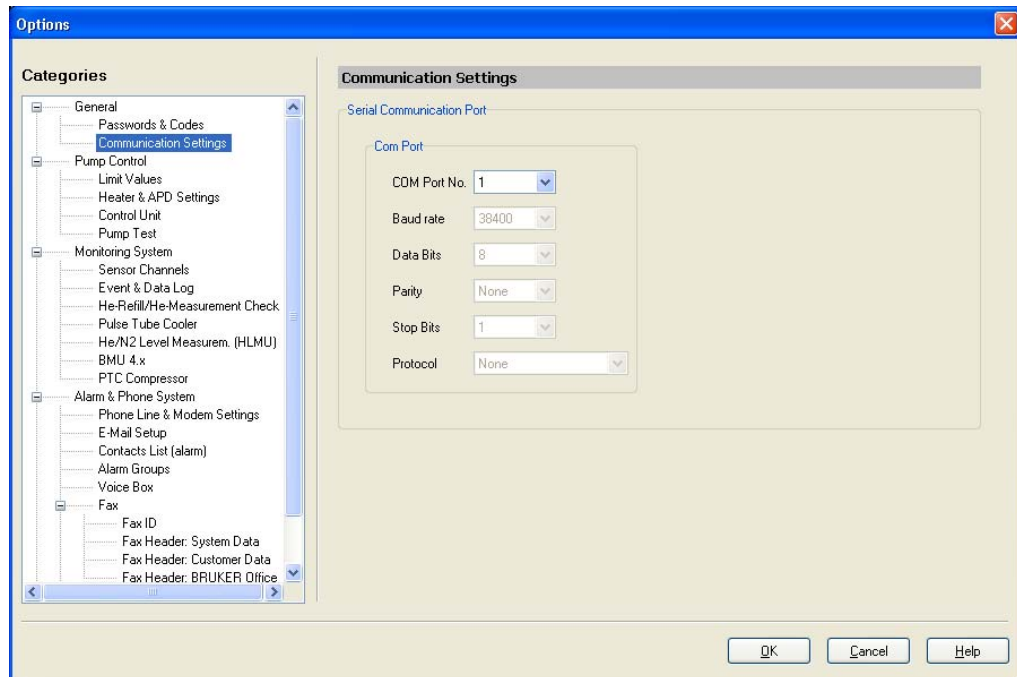 Options
Categories
General
Passwords & Codes
Communication Settings
Pump Control
Limit Values
Heater & APD Settings
Control Unit
Pump Test
Monitoring System
Sensor Channels
Event & Data Log
He-Refill/He-Measurement Check
Pulse Tube Cooler
He/N2 Level Measurem. (HLMU)
BMU 4.x
PTC Compressor
Alarm & Phone System
Phone Line & Modem Settings
E-Mail Setup
Contacts List (alarm)
Alarm Groups
Voice Box
Fax
Fax ID
Fax Header: System Data
Fax Header: Customer Data
Fax Header: BRUKER Office
Communication Settings
Serial Communication Port
Com Port
COM Port No. 1
Baud rate 38400
Data Bits 8
Parity None
Stop Bits 1
Protocol None
OK Cancel Help